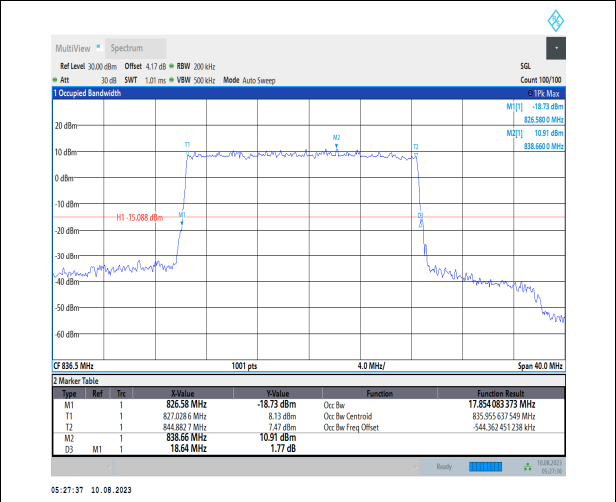 MultiView Spectrum
Ref Level 30.00 dBm Offset 4.17 dB RBW 200 kHz SGL
Att 30 dB SWT 1.01 ms VBW 500 kHz Mode Auto Sweep Count 100/100
1 Occupied Bandwidth 1Pk Max
M1[1] -18.73 dBm
826.580 0 MHz
M2[1] 10.91 dBm
838.660 0 MHz
20 dBm
M2
T1 T2
10 dBm
0 dBm
-10 dBm
H1 -15.088 dBm M1 D3
-20 dBm
-30 dBm
-40 dBm
-50 dBm
-60 dBm
CF 836.5 MHz 1001 pts 4.0 MHz/ Span 40.0 MHz
2 Marker Table
Type Ref Trc X-Value Y-Value Function Function Result
M1 1 826.58 MHz -18.73 dBm Occ Bw 17.854 083 373 MHz
T1 1 827.028 6 MHz 8.13 dBm Occ Bw Centroid 835.955 637 549 MHz
T2 1 844.882 7 MHz 7.47 dBm Occ Bw Freq Offset -544.362 451 238 kHz
M2 1 838.66 MHz 10.91 dBm
D3 M1 1 18.64 MHz 1.77 dB
Ready 10.08.2023
05:27:36
05:27:37 10.08.2023